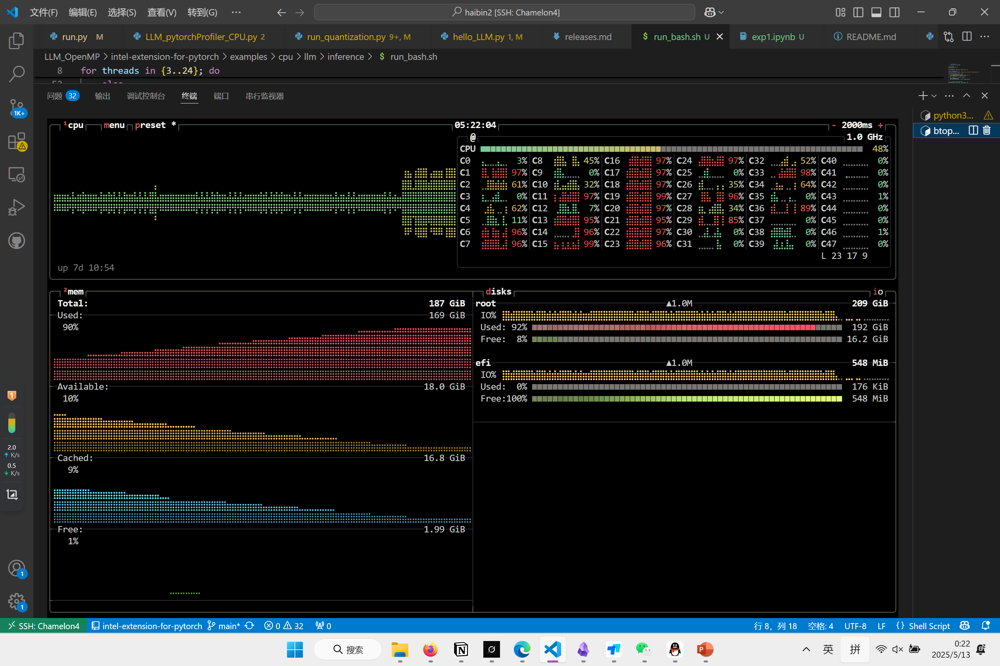 文件(F) 编辑(E) 选择(S) 查看(V) 转到(G) ··· haibin2 [SSH: Chamelon4]
run.py M LLM_pytorchProfiler_CPU.py 2 run_quantization.py 9+, M hello_LLM.py 1, M releases.md $ run_bash.sh U exp1.ipynb U README.md ···
LLM_OpenMP > intel-extension-for-pytorch > examples > cpu > llm > inference > $ run_bash.sh
8 for threads in {3..24}; do
52 else
问题 32 输出 调试控制台 终端 端口 串行监视器
1K+
python3...
btop...
¹cpu menu preset * 05:22:04 - 2000ms +
@ 1.0 GHz
CPU 48%
C0 3% C8 45% C16 97% C24 97% C32 52% C40 0%
C1 97% C9 0% C17 97% C25 0% C33 98% C41 0%
C2 61% C10 32% C18 97% C26 35% C34 64% C42 0%
C3 0% C11 97% C19 99% C27 96% C35 0% C43 1%
C4 62% C12 7% C20 97% C28 34% C36 89% C44 0%
C5 11% C13 95% C21 95% C29 85% C37 0% C45 0%
C6 96% C14 96% C22 97% C30 0% C38 0% C46 1%
C7 96% C15 99% C23 96% C31 0% C39 0% C47 0%
L 23 17 9
up 7d 10:54
²mem
Total: 187 GiB
Used: 169 GiB
90%
Available: 18.0 GiB
10%
Cached: 16.8 GiB
9%
Free: 1.99 GiB
1%
disks io
root ▲1.0M 209 GiB
IO%
Used: 92% 192 GiB
Free: 8% 16.2 GiB
efi ▲1.0M 548 MiB
IO%
Used: 0% 176 KiB
Free:100% 548 MiB
1
2.0
K/s
0.5
K/s
1
1
SSH: Chamelon4 intel-extension-for-pytorch main* 0 32 0 行 8，列 18 空格: 4 UTF-8 LF {} Shell Script
搜索 英 拼 0:22
2025/5/13